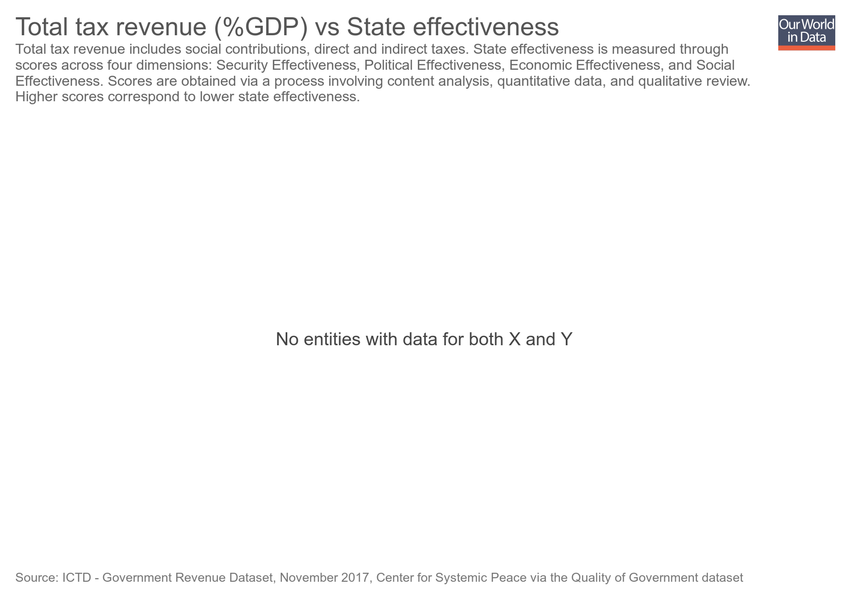 Total tax revenue (%GDP) vs State effectiveness
Our World
in Data
Total tax revenue includes social contributions, direct and indirect taxes. State effectiveness is measured through
scores across four dimensions: Security Effectiveness, Political Effectiveness, Economic Effectiveness, and Social
Effectiveness. Scores are obtained via a process involving content analysis, quantitative data, and qualitative review.
Higher scores correspond to lower state effectiveness.
No entities with data for both X and Y
Source: ICTD - Government Revenue Dataset, November 2017, Center for Systemic Peace via the Quality of Government dataset